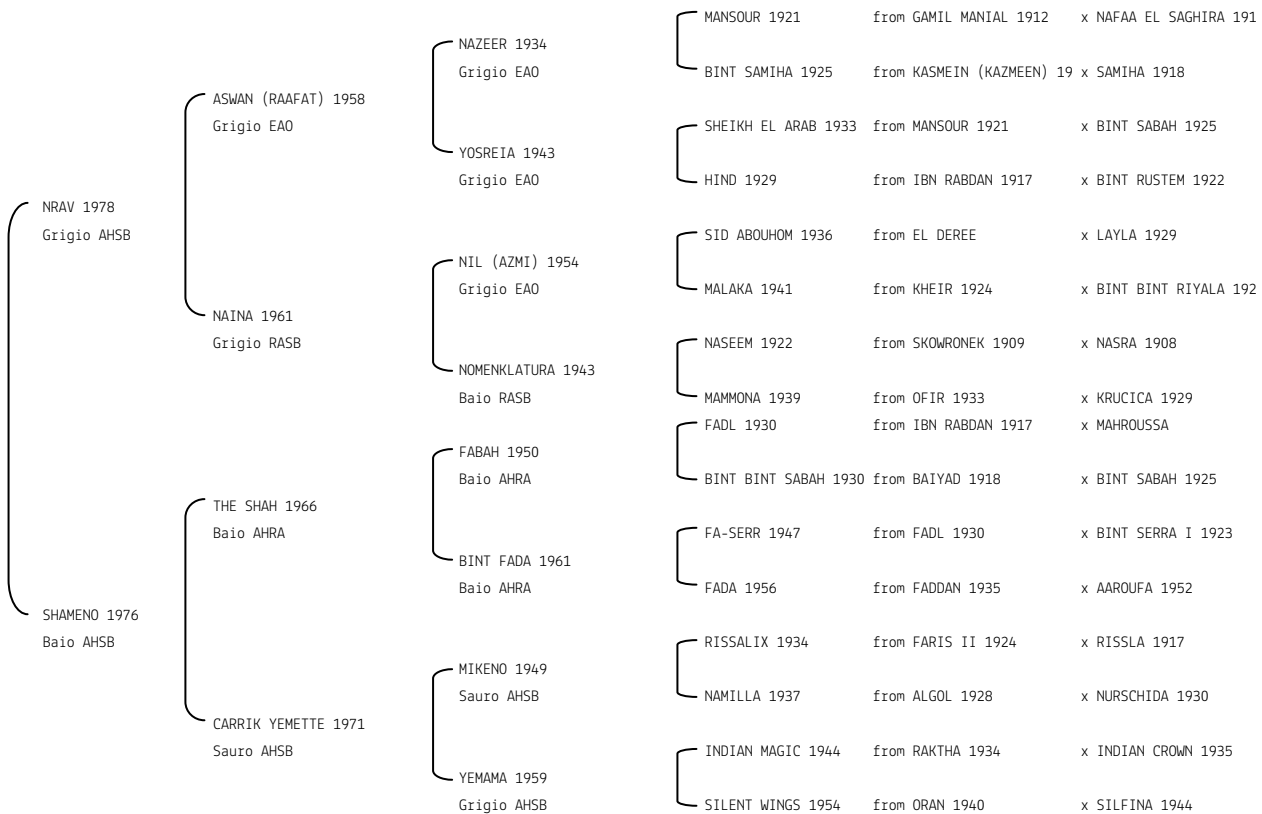 MANSOUR 1921 from GAMIL MANIAL 1912 x NAFAA EL SAGHIRA 191
NAZEER 1934
Grigio EAO
BINT SAMIHA 1925 from KASMEIN (KAZMEEN) 19 x SAMIHA 1918
ASWAN (RAAFAT) 1958
Grigio EAO
SHEIKH EL ARAB 1933 from MANSOUR 1921 x BINT SABAH 1925
YOSREIA 1943
Grigio EAO
HIND 1929 from IBN RABDAN 1917 x BINT RUSTEM 1922
NRAV 1978
Grigio AHSB
SID ABOUHOM 1936 from EL DEREE x LAYLA 1929
NIL (AZMI) 1954
Grigio EAO
MALAKA 1941 from KHEIR 1924 x BINT BINT RIYALA 192
NAINA 1961
Grigio RASB
NASEEM 1922 from SKOWRONEK 1909 x NASRA 1908
NOMENKLATURA 1943
Baio RASB
MAMMONA 1939 from OFIR 1933 x KRUCICA 1929
FADL 1930 from IBN RABDAN 1917 x MAHROUSSA
FABAH 1950
Baio AHRA
BINT BINT SABAH 1930 from BAIYAD 1918 x BINT SABAH 1925
THE SHAH 1966
Baio AHRA
FA-SERR 1947 from FADL 1930 x BINT SERRA I 1923
BINT FADA 1961
Baio AHRA
FADA 1956 from FADDAN 1935 x AAROUFA 1952
SHAMENO 1976
Baio AHSB
RISSALIX 1934 from FARIS II 1924 x RISSLA 1917
MIKENO 1949
Sauro AHSB
NAMILLA 1937 from ALGOL 1928 x NURSCHIDA 1930
CARRIK YEMETTE 1971
Sauro AHSB
INDIAN MAGIC 1944 from RAKTHA 1934 x INDIAN CROWN 1935
YEMAMA 1959
Grigio AHSB
SILENT WINGS 1954 from ORAN 1940 x SILFINA 1944